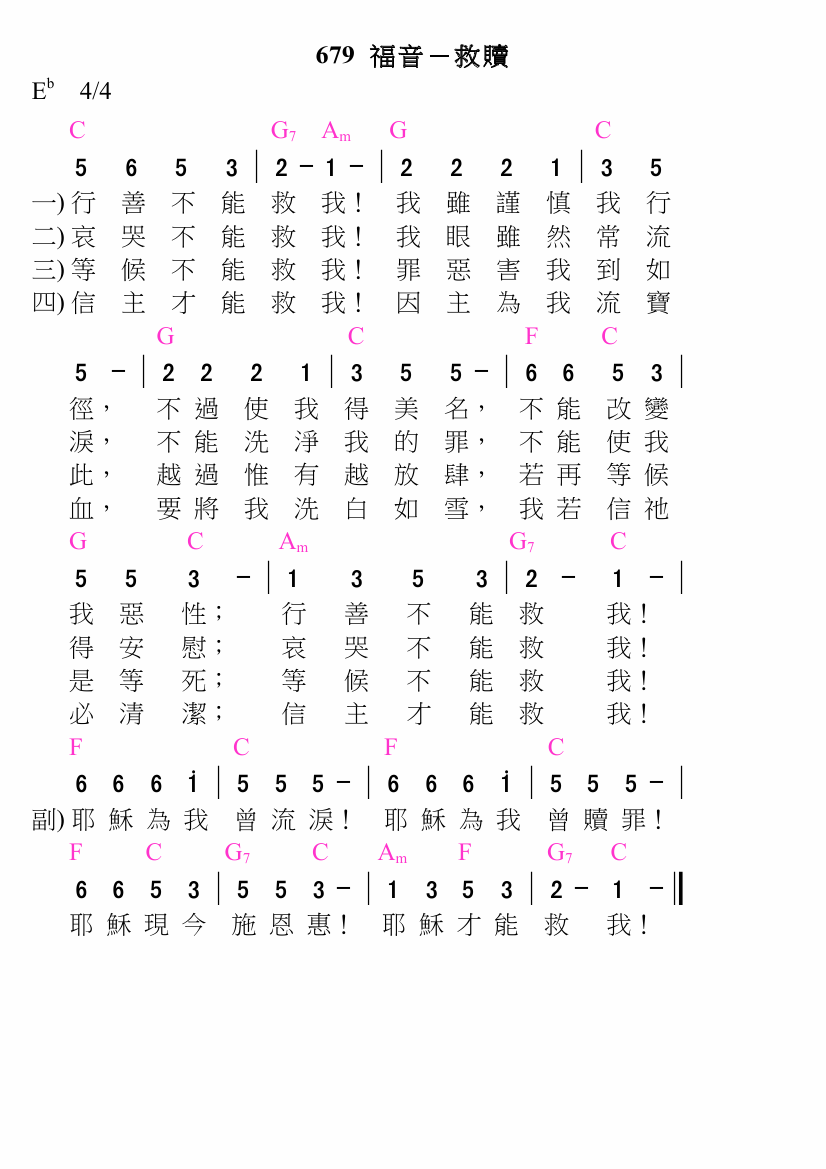 679 福音－救贖
E♭ 4/4
C G7 Am G C
5 6 5 3 | 2 － 1 － | 2 2 2 1 | 3 5
一) 行善不能救我！ 我雖謹慎我行
二) 哀哭不能救我！ 我眼雖然常流
三) 等候不能救我！ 罪惡害我到如
四) 信主才能救我！ 因主為我流寶
G C F C
5 － | 2 2 2 1 | 3 5 5 － | 6 6 5 3 |
徑， 不過使我得美名， 不能改變
淚， 不能洗淨我的罪， 不能使我
此， 越過惟有越放肆， 若再等候
血， 要將我洗白如雪， 我若信祂
G C Am G7 C
5 5 3 － | 1 3 5 3 | 2 － 1 － |
我惡性； 行善不能救我！
得安慰； 哀哭不能救我！
是等死； 等候不能救我！
必清潔； 信主才能救我！
F C F C
6 6 6 i | 5 5 5 － | 6 6 6 i | 5 5 5 － |
副) 耶穌為我曾流淚！ 耶穌為我曾贖罪！
F C G7 C Am F G7 C
6 6 5 3 | 5 5 3 － | 1 3 5 3 | 2 － 1 － ‖
耶穌現今施恩惠！ 耶穌才能救我！